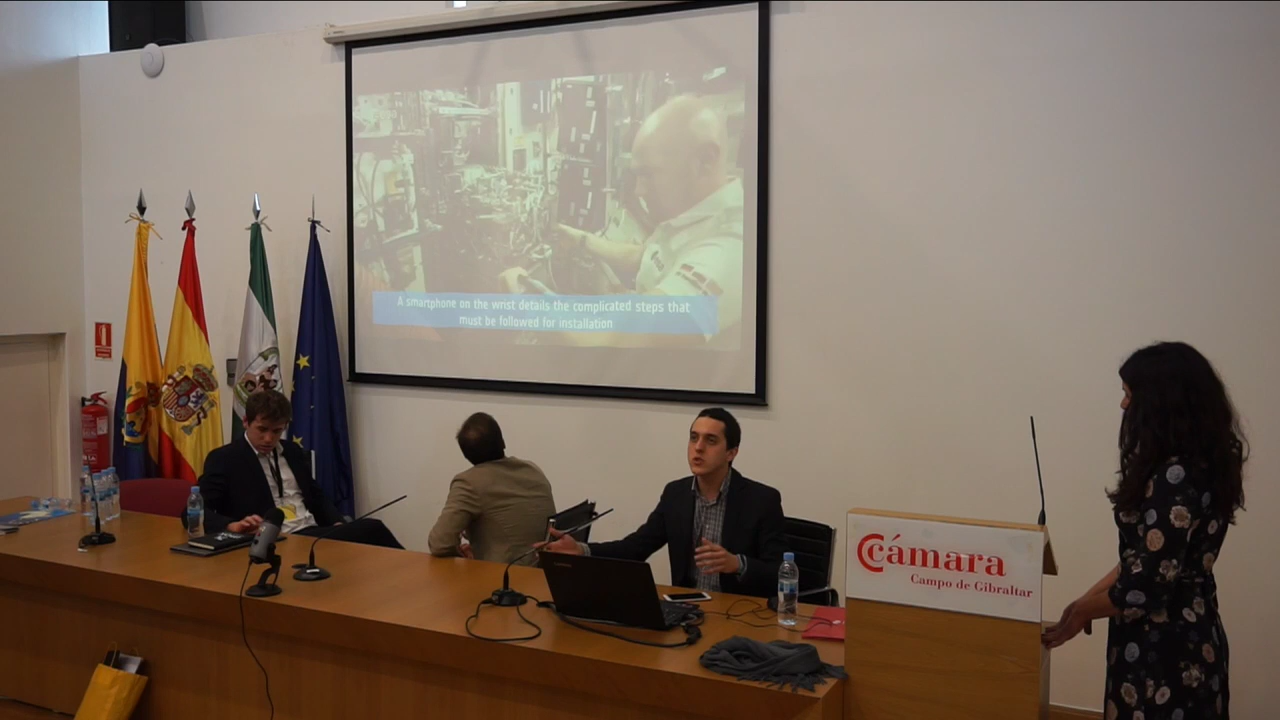 A smartphone on the wrist details the complicated steps that
must be followed for installation
cámara
Campo de Gibraltar